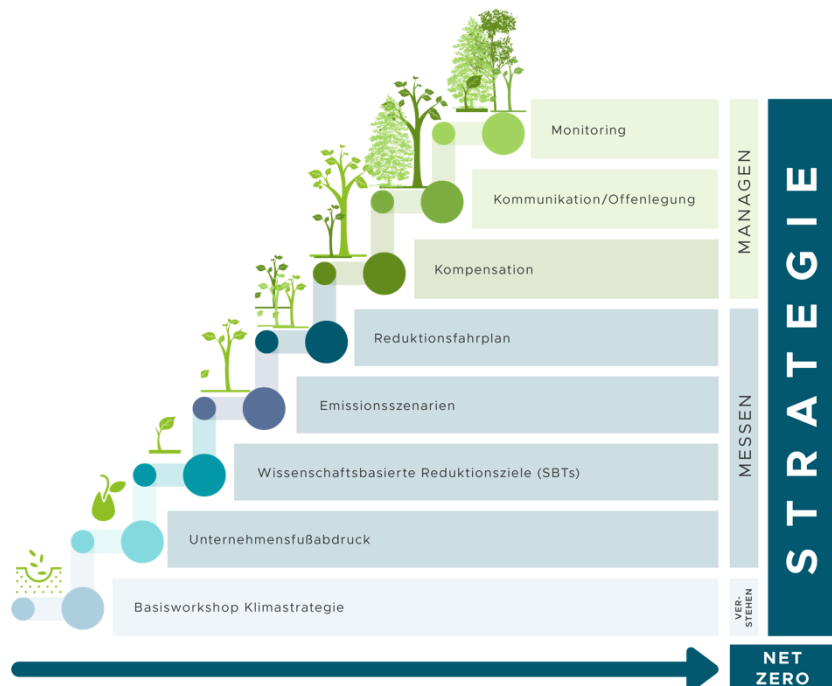 Monitoring
Kommunikation/Offenlegung
Kompensation
MANAGEN
Reduktionsfahrplan
Emissionsszenarien
Wissenschaftsbasierte Reduktionsziele (SBTs)
Unternehmensfußabdruck
MESSEN
Basisworkshop Klimastrategie
VER-
STEHEN
STRATEGIE
NET
ZERO